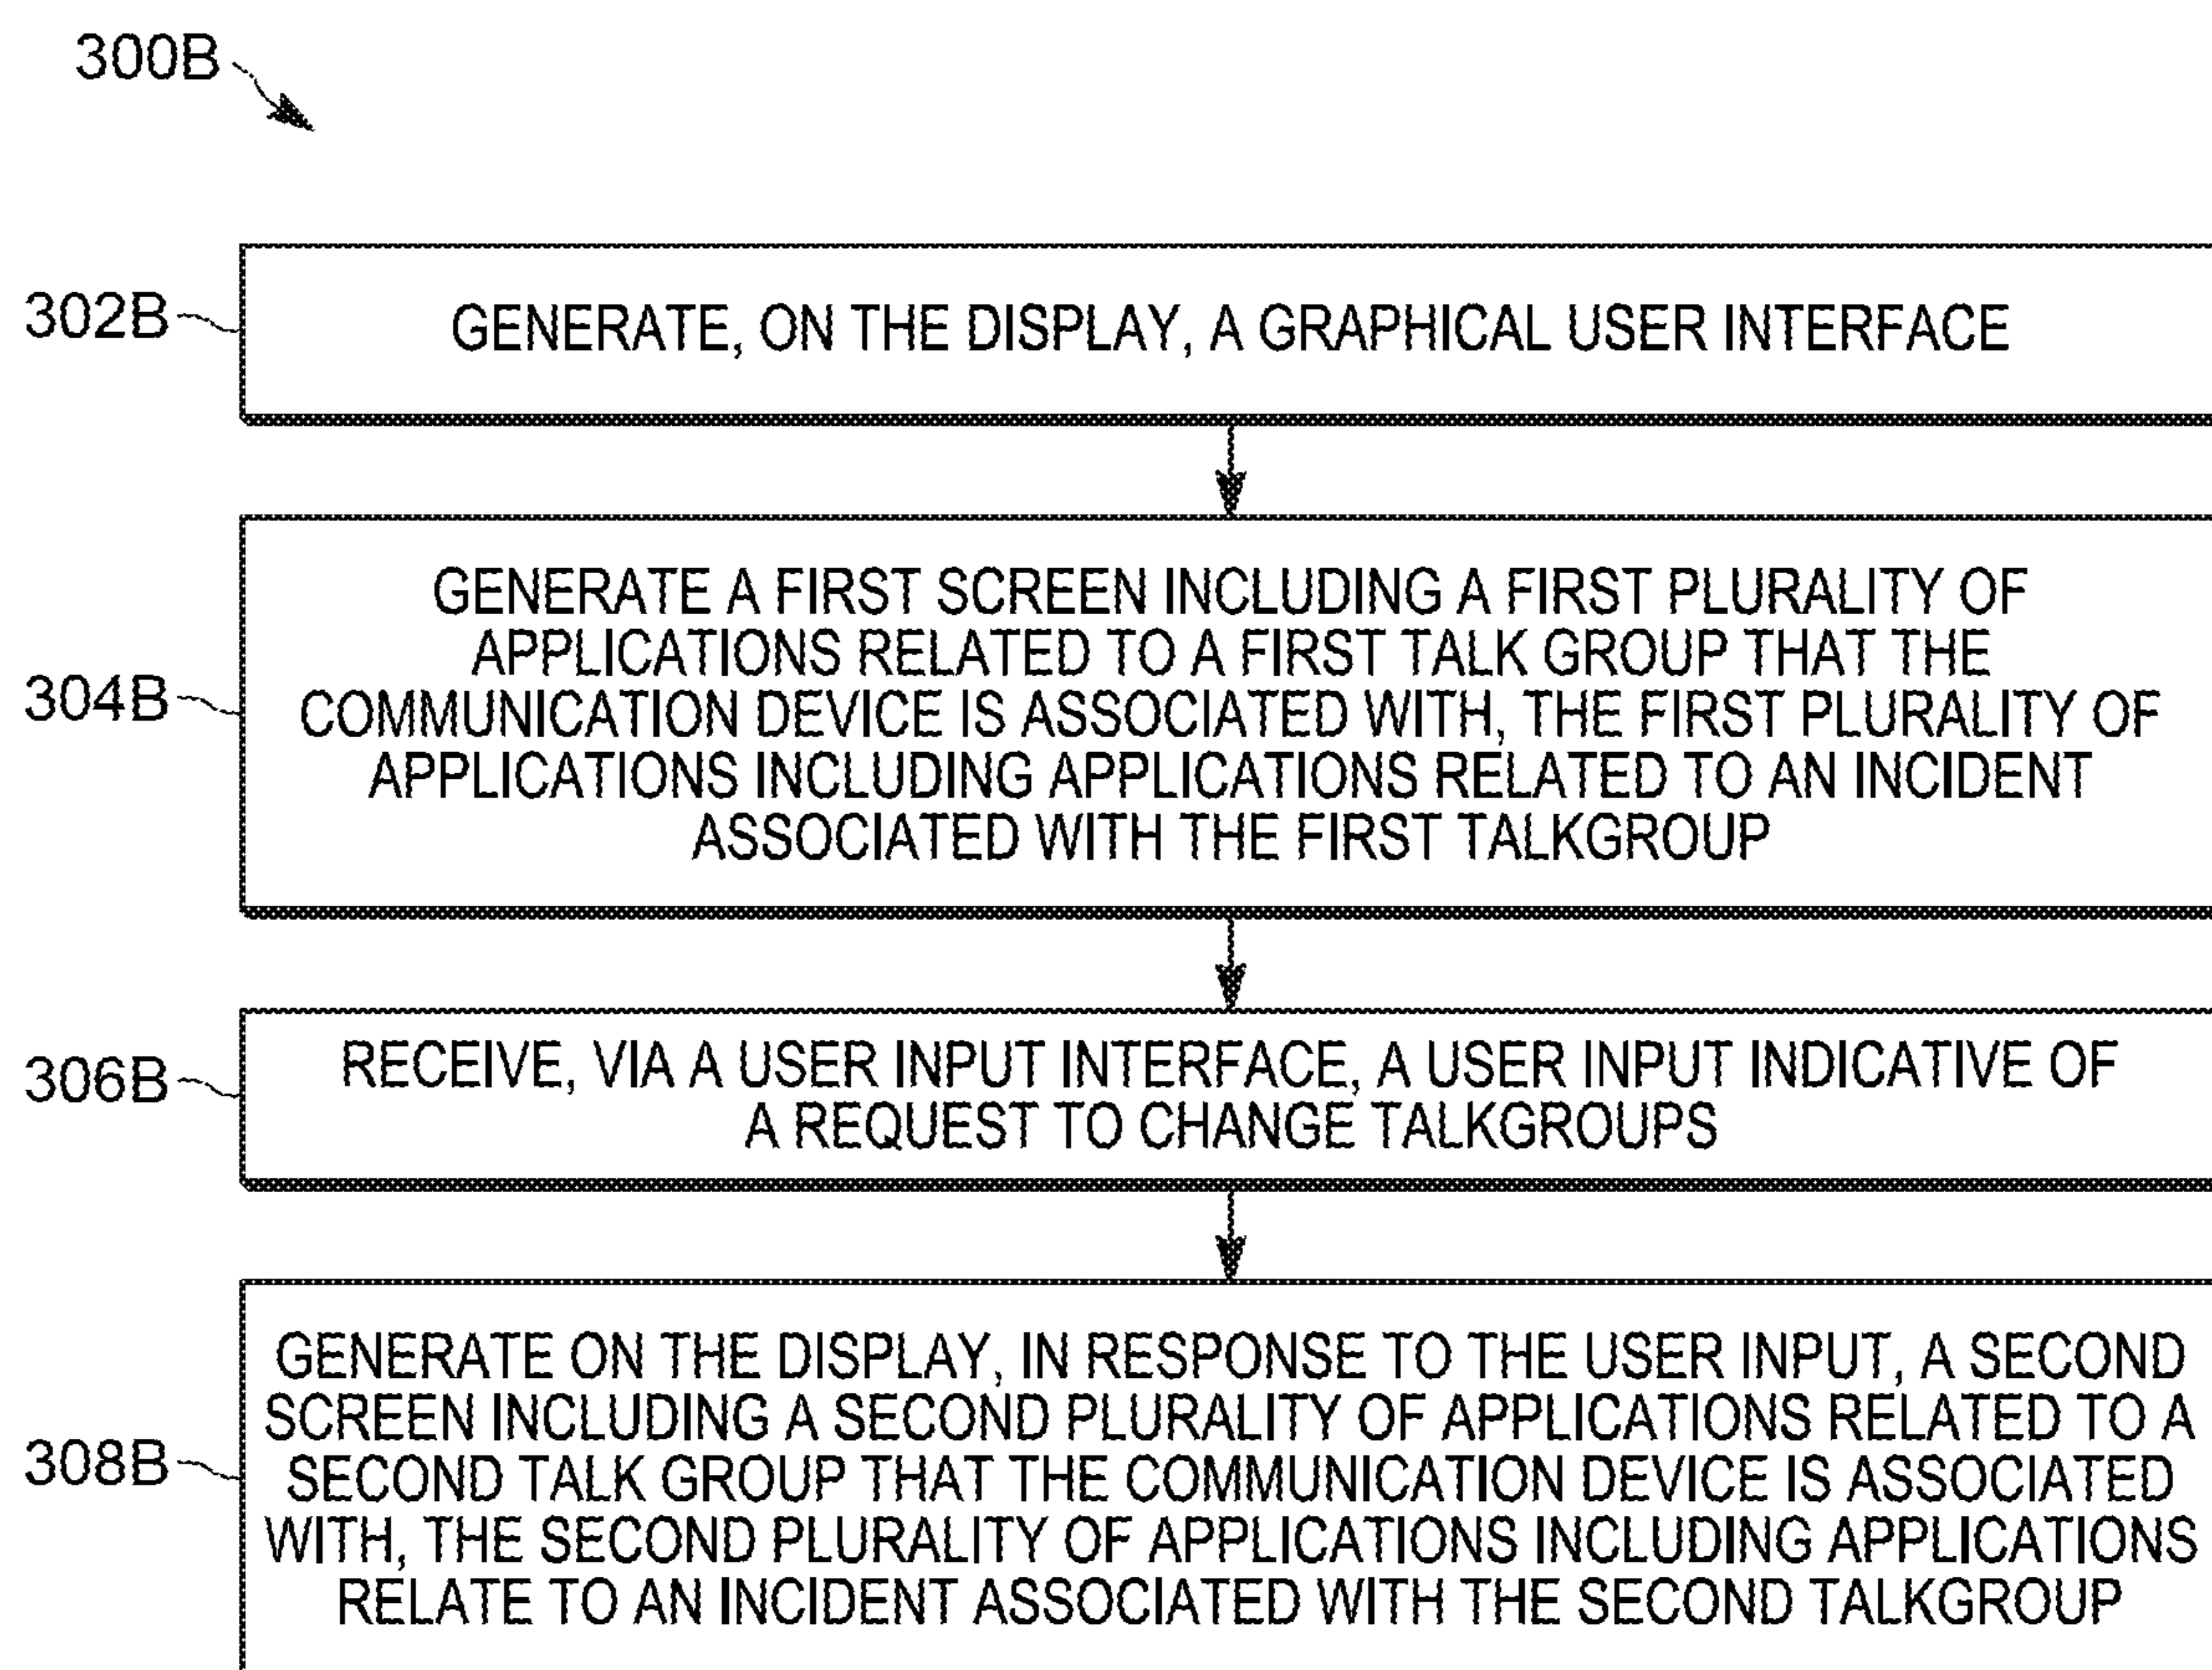 300B
302B
GENERATE, ON THE DISPLAY, A GRAPHICAL USER INTERFACE
304B
GENERATE A FIRST SCREEN INCLUDING A FIRST PLURALITY OF
APPLICATIONS RELATED TO A FIRST TALK GROUP THAT THE
COMMUNICATION DEVICE IS ASSOCIATED WITH, THE FIRST PLURALITY OF
APPLICATIONS INCLUDING APPLICATIONS RELATED TO AN INCIDENT
ASSOCIATED WITH THE FIRST TALKGROUP
306B
RECEIVE, VIA A USER INPUT INTERFACE, A USER INPUT INDICATIVE OF
A REQUEST TO CHANGE TALKGROUPS
308B
GENERATE ON THE DISPLAY, IN RESPONSE TO THE USER INPUT, A SECOND
SCREEN INCLUDING A SECOND PLURALITY OF APPLICATIONS RELATED TO A
SECOND TALK GROUP THAT THE COMMUNICATION DEVICE IS ASSOCIATED
WITH, THE SECOND PLURALITY OF APPLICATIONS INCLUDING APPLICATIONS
RELATE TO AN INCIDENT ASSOCIATED WITH THE SECOND TALKGROUP